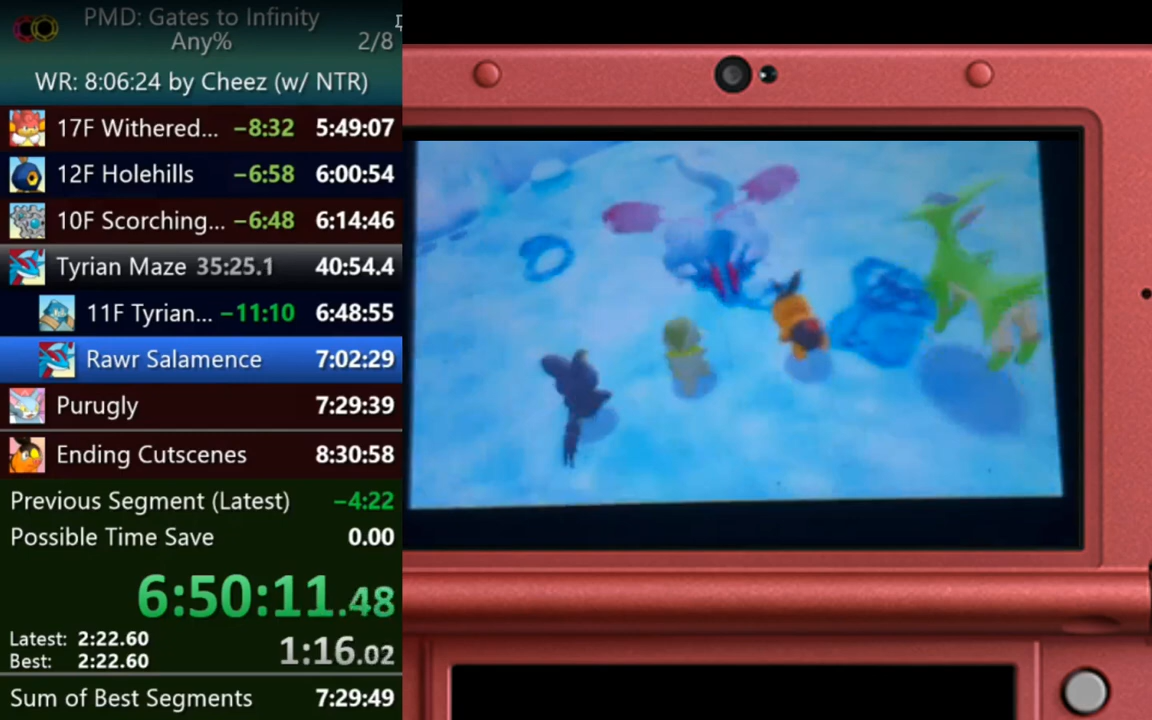 PMD: Gates to Infinity
Any% 2/8
WR: 8:06:24 by Cheez (w/ NTR)
17F Withered... −8:32 5:49:07
12F Holehills −6:58 6:00:54
10F Scorching... −6:48 6:14:46
Tyrian Maze 35:25.1 40:54.4
11F Tyrian... −11:10 6:48:55
Rawr Salamence 7:02:29
Purugly 7:29:39
Ending Cutscenes 8:30:58
Previous Segment (Latest) −4:22
Possible Time Save 0.00
6:50:11.48
Latest: 2:22.60
Best: 2:22.60 1:16.02
Sum of Best Segments 7:29:49